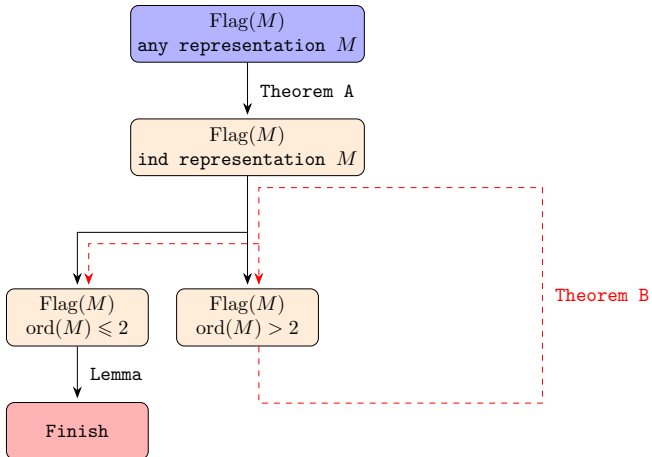 Flag(M)
any representation M
Theorem A
Flag(M)
ind representation M
Flag(M)
ord(M) ⩽ 2
Flag(M)
ord(M) > 2
Theorem B
Lemma
Finish